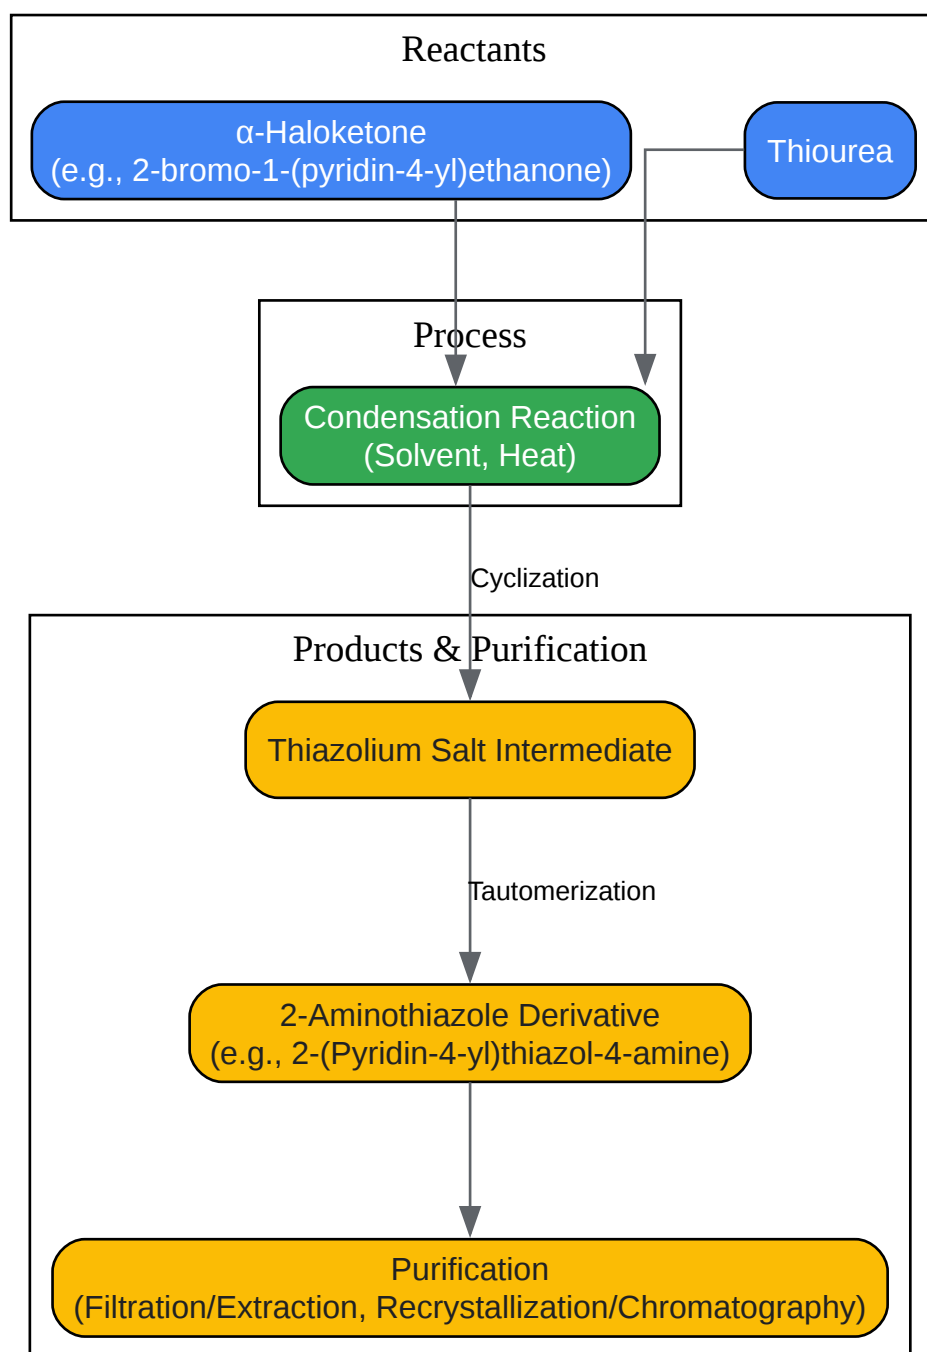 Reactants
α-Haloketone
(e.g., 2-bromo-1-(pyridin-4-yl)ethanone)
Thiourea
Process
Condensation Reaction
(Solvent, Heat)
Cyclization
Products & Purification
Thiazolium Salt Intermediate
Tautomerization
2-Aminothiazole Derivative
(e.g., 2-(Pyridin-4-yl)thiazol-4-amine)
Purification
(Filtration/Extraction, Recrystallization/Chromatography)